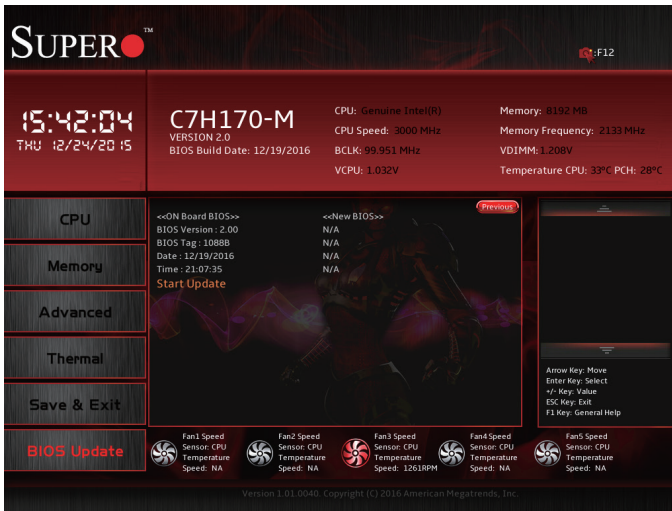 SUPER
TM
:F12
15:42:04
THU 12/24/2015
C7H170-M
VERSION 2.0
BIOS Build Date: 12/19/2016
CPU: Genuine Intel(R)
CPU Speed: 3000 MHz
BCLK: 99.951 MHz
VCPU: 1.032V
Memory: 8192 MB
Memory Frequency: 2133 MHz
VDIMM: 1.208V
Temperature CPU: 33°C PCH: 28°C
CPU
Memory
Advanced
Thermal
Save & Exit
BIOS Update
Previous
<<ON Board BIOS>> <<New BIOS>>
BIOS Version : 2.00 N/A
BIOS Tag : 1088B N/A
Date : 12/19/2016 N/A
Time : 21:07:35 N/A
Start Update
Arrow Key: Move
Enter Key: Select
+/- Key: Value
ESC Key: Exit
F1 Key: General Help
Fan1 Speed
Sensor: CPU
Temperature
Speed: NA
Fan2 Speed
Sensor: CPU
Temperature
Speed: NA
Fan3 Speed
Sensor: CPU
Temperature
Speed: 1261RPM
Fan4 Speed
Sensor: CPU
Temperature
Speed: NA
Fan5 Speed
Sensor: CPU
Temperature
Speed: NA
Version 1.01.0040. Copyright (C) 2016 American Megatrends, Inc.